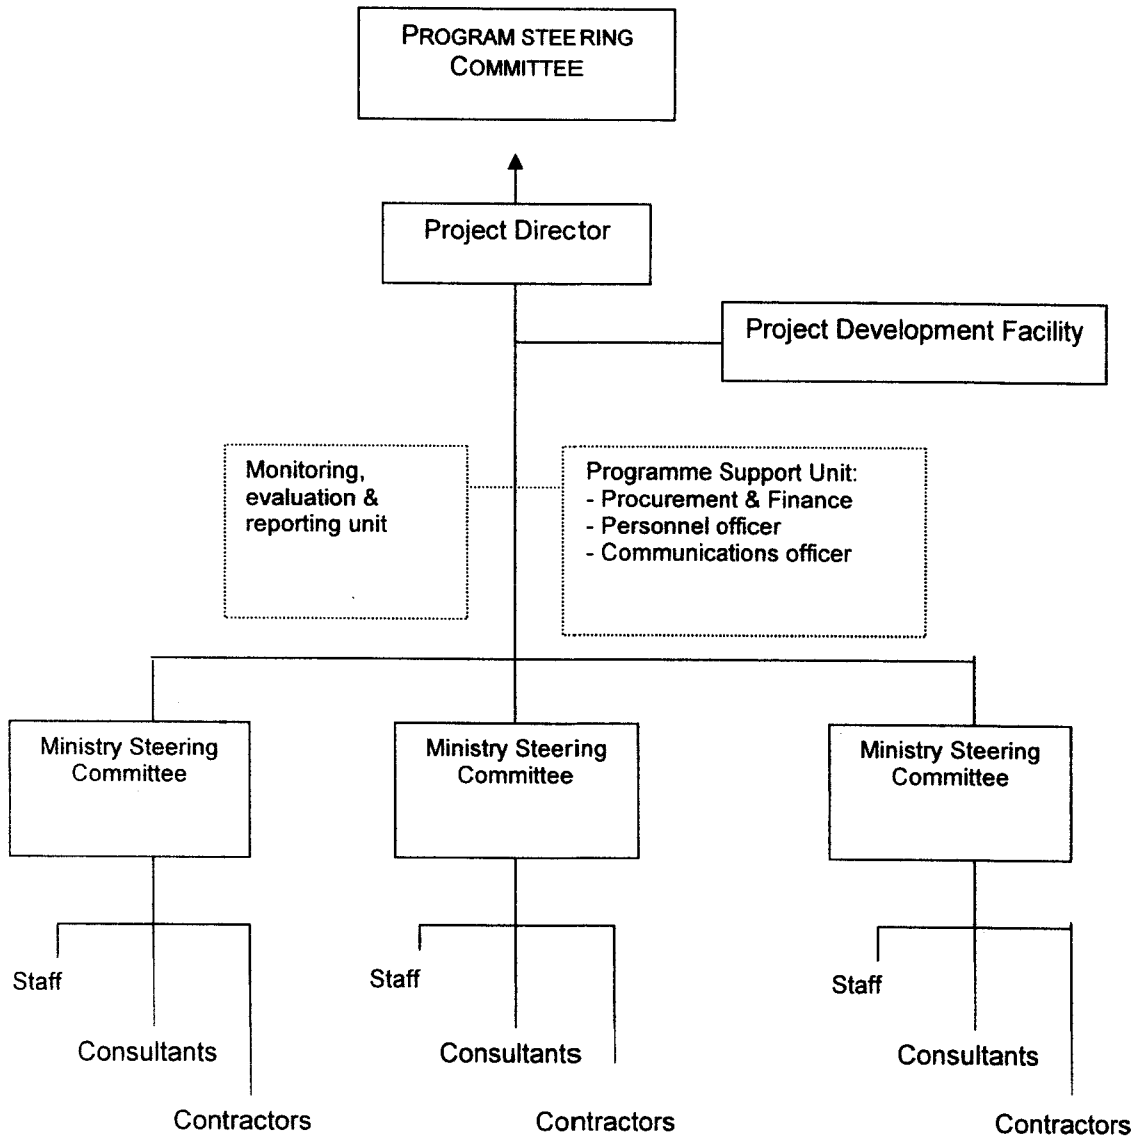 PROGRAM STEERING
COMMITTEE
Project Director
Project Development Facility
Monitoring,
evaluation &
reporting unit
Programme Support Unit:
- Procurement & Finance
- Personnel officer
- Communications officer
Ministry Steering
Committee
Ministry Steering
Committee
Ministry Steering
Committee
Staff
Consultants
Contractors
Staff
Consultants
Contractors
Staff
Consultants
Contractors